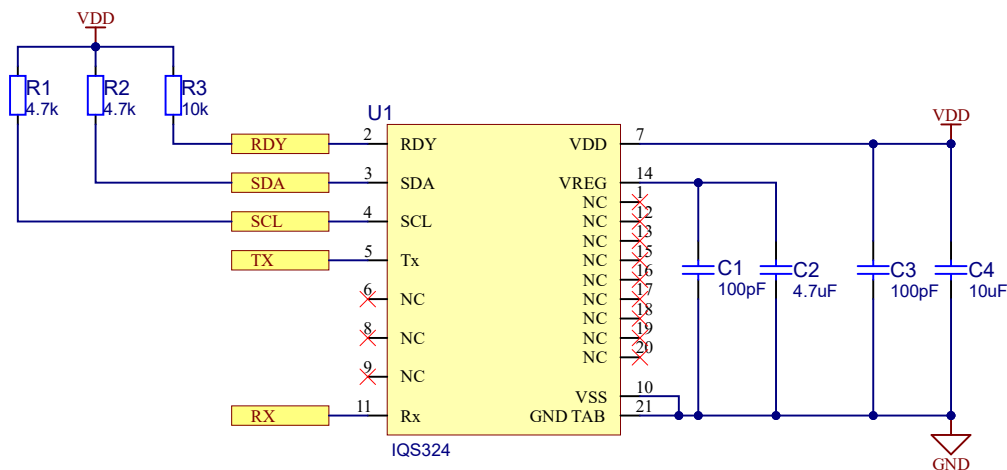 VDD
R1
4.7k
R2
4.7k
R3
10k
U1
RDY 2 RDY
SDA 3 SDA
SCL 4 SCL
TX 5 Tx
6 NC
8 NC
9 NC
RX 11 Rx
VDD 7
VREG 14
NC 1
NC 12
NC 13
NC 15
NC 16
NC 17
NC 18
NC 19
NC 20
VSS 10
GND TAB 21
IQS324
VDD
C1
100pF
C2
4.7uF
C3
100pF
C4
10uF
GND